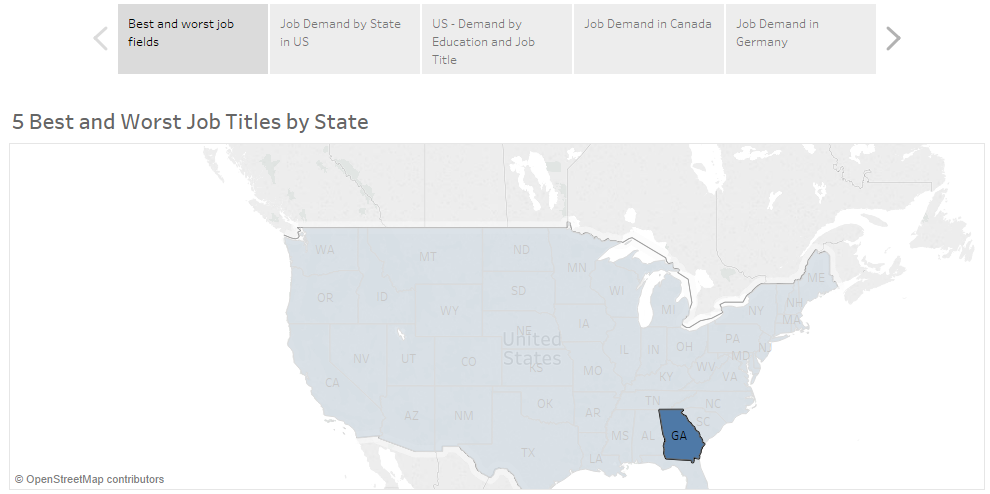 Best and worst job
fields
Job Demand by State
in US
US - Demand by
Education and Job
Title
Job Demand in Canada
Job Demand in
Germany
5 Best and Worst Job Titles by State
WA
MT
ND
MN
ME
OR
ID
SD
WI
NH
WY
MI
NY
MA
IA
NE
United
States
PA
NJ
NV
UT
CO
KS
IL
IN
OH
MD
WV
CA
MO
KY
VA
AZ
NM
OK
AR
TN
NC
SC
MS
AL
GA
TX
LA
© OpenStreetMap contributors